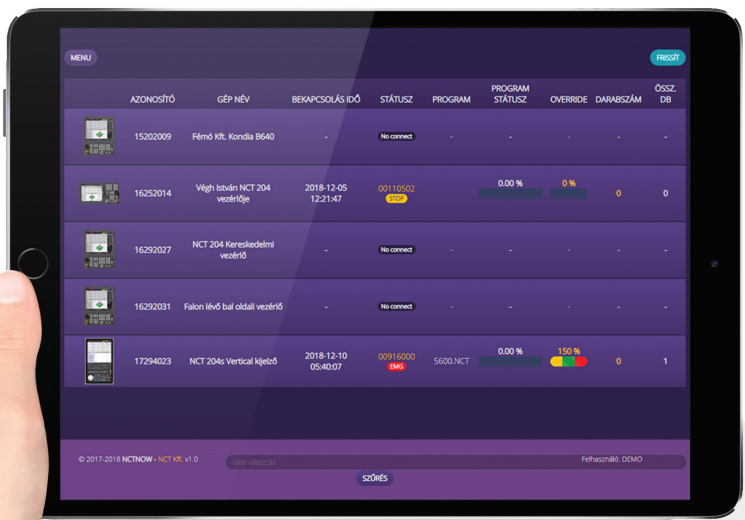 MENU
FRISSÍT
AZONOSÍTÓ GÉP NÉV BEKAPCSOLÁS IDŐ STÁTUSZ PROGRAM PROGRAM STÁTUSZ OVERRIDE DARABSZÁM ÖSSZ. DB
15202009 Fémó Kft. Kondia B640 - No connect - - - - -
16252014 Végh István NCT 204 vezérlője 2018-12-05 12:21:47 00110502 STOP 0.00 % 0 % 0 0
16292027 NCT 204 Kereskedelmi vezérlő - No connect - - - - -
16292031 Falon lévő bal oldali vezérlő - No connect - - - - -
17294023 NCT 204s Vertical kijelző 2018-12-10 05:40:07 00916000 EMG 5600.NCT 0.00 % 150 % 0 1
© 2017-2018 NCTNOW - NCT Kft. v1.0 Gép választás Felhasználó: DEMO
SZŰRÉS